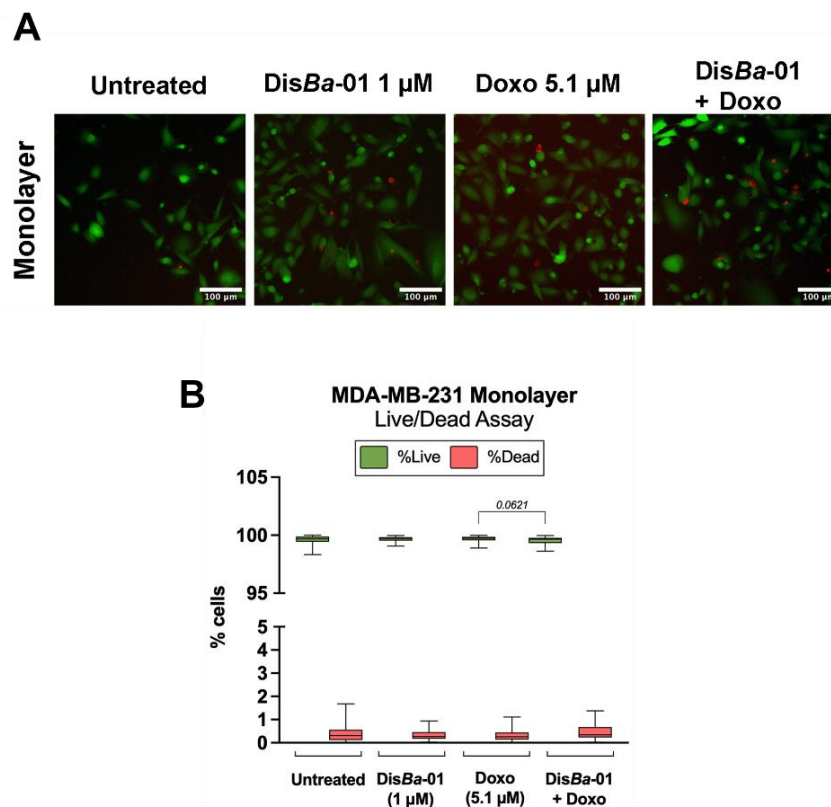 A
Untreated
DisBa-01 1 µM
Doxo 5.1 µM
DisBa-01
+ Doxo
Monolayer
100 µm
100 µm
100 µm
100 µm
B
MDA-MB-231 Monolayer
Live/Dead Assay
%Live
%Dead
0.0621
105
100
95
5
4
3
2
1
0
% cells
Untreated
DisBa-01
(1 µM)
Doxo
(5.1 µM)
DisBa-01
+ Doxo